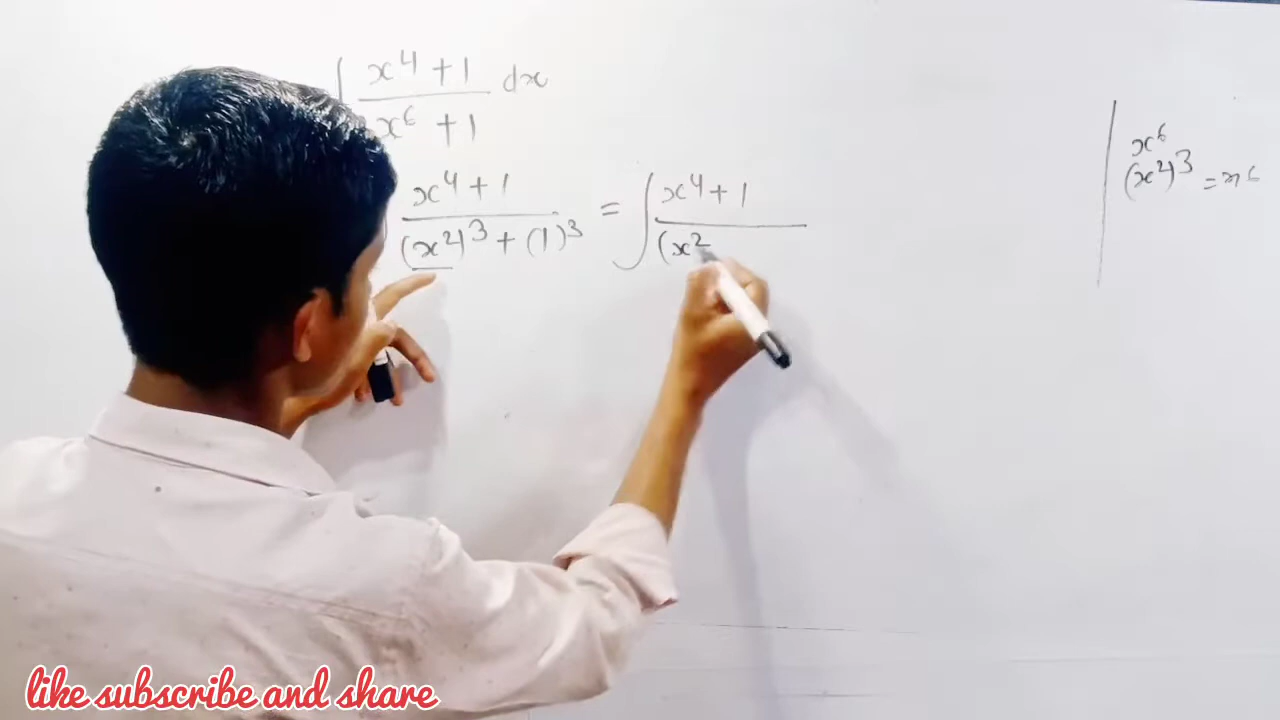 ∫ x⁴ + 1 / x⁶ + 1 dx
x⁴ + 1 / (x²)³ + (1)³ = ∫ x⁴ + 1 / (x²
x⁶
(x²)³ = x⁶
like subscribe and share